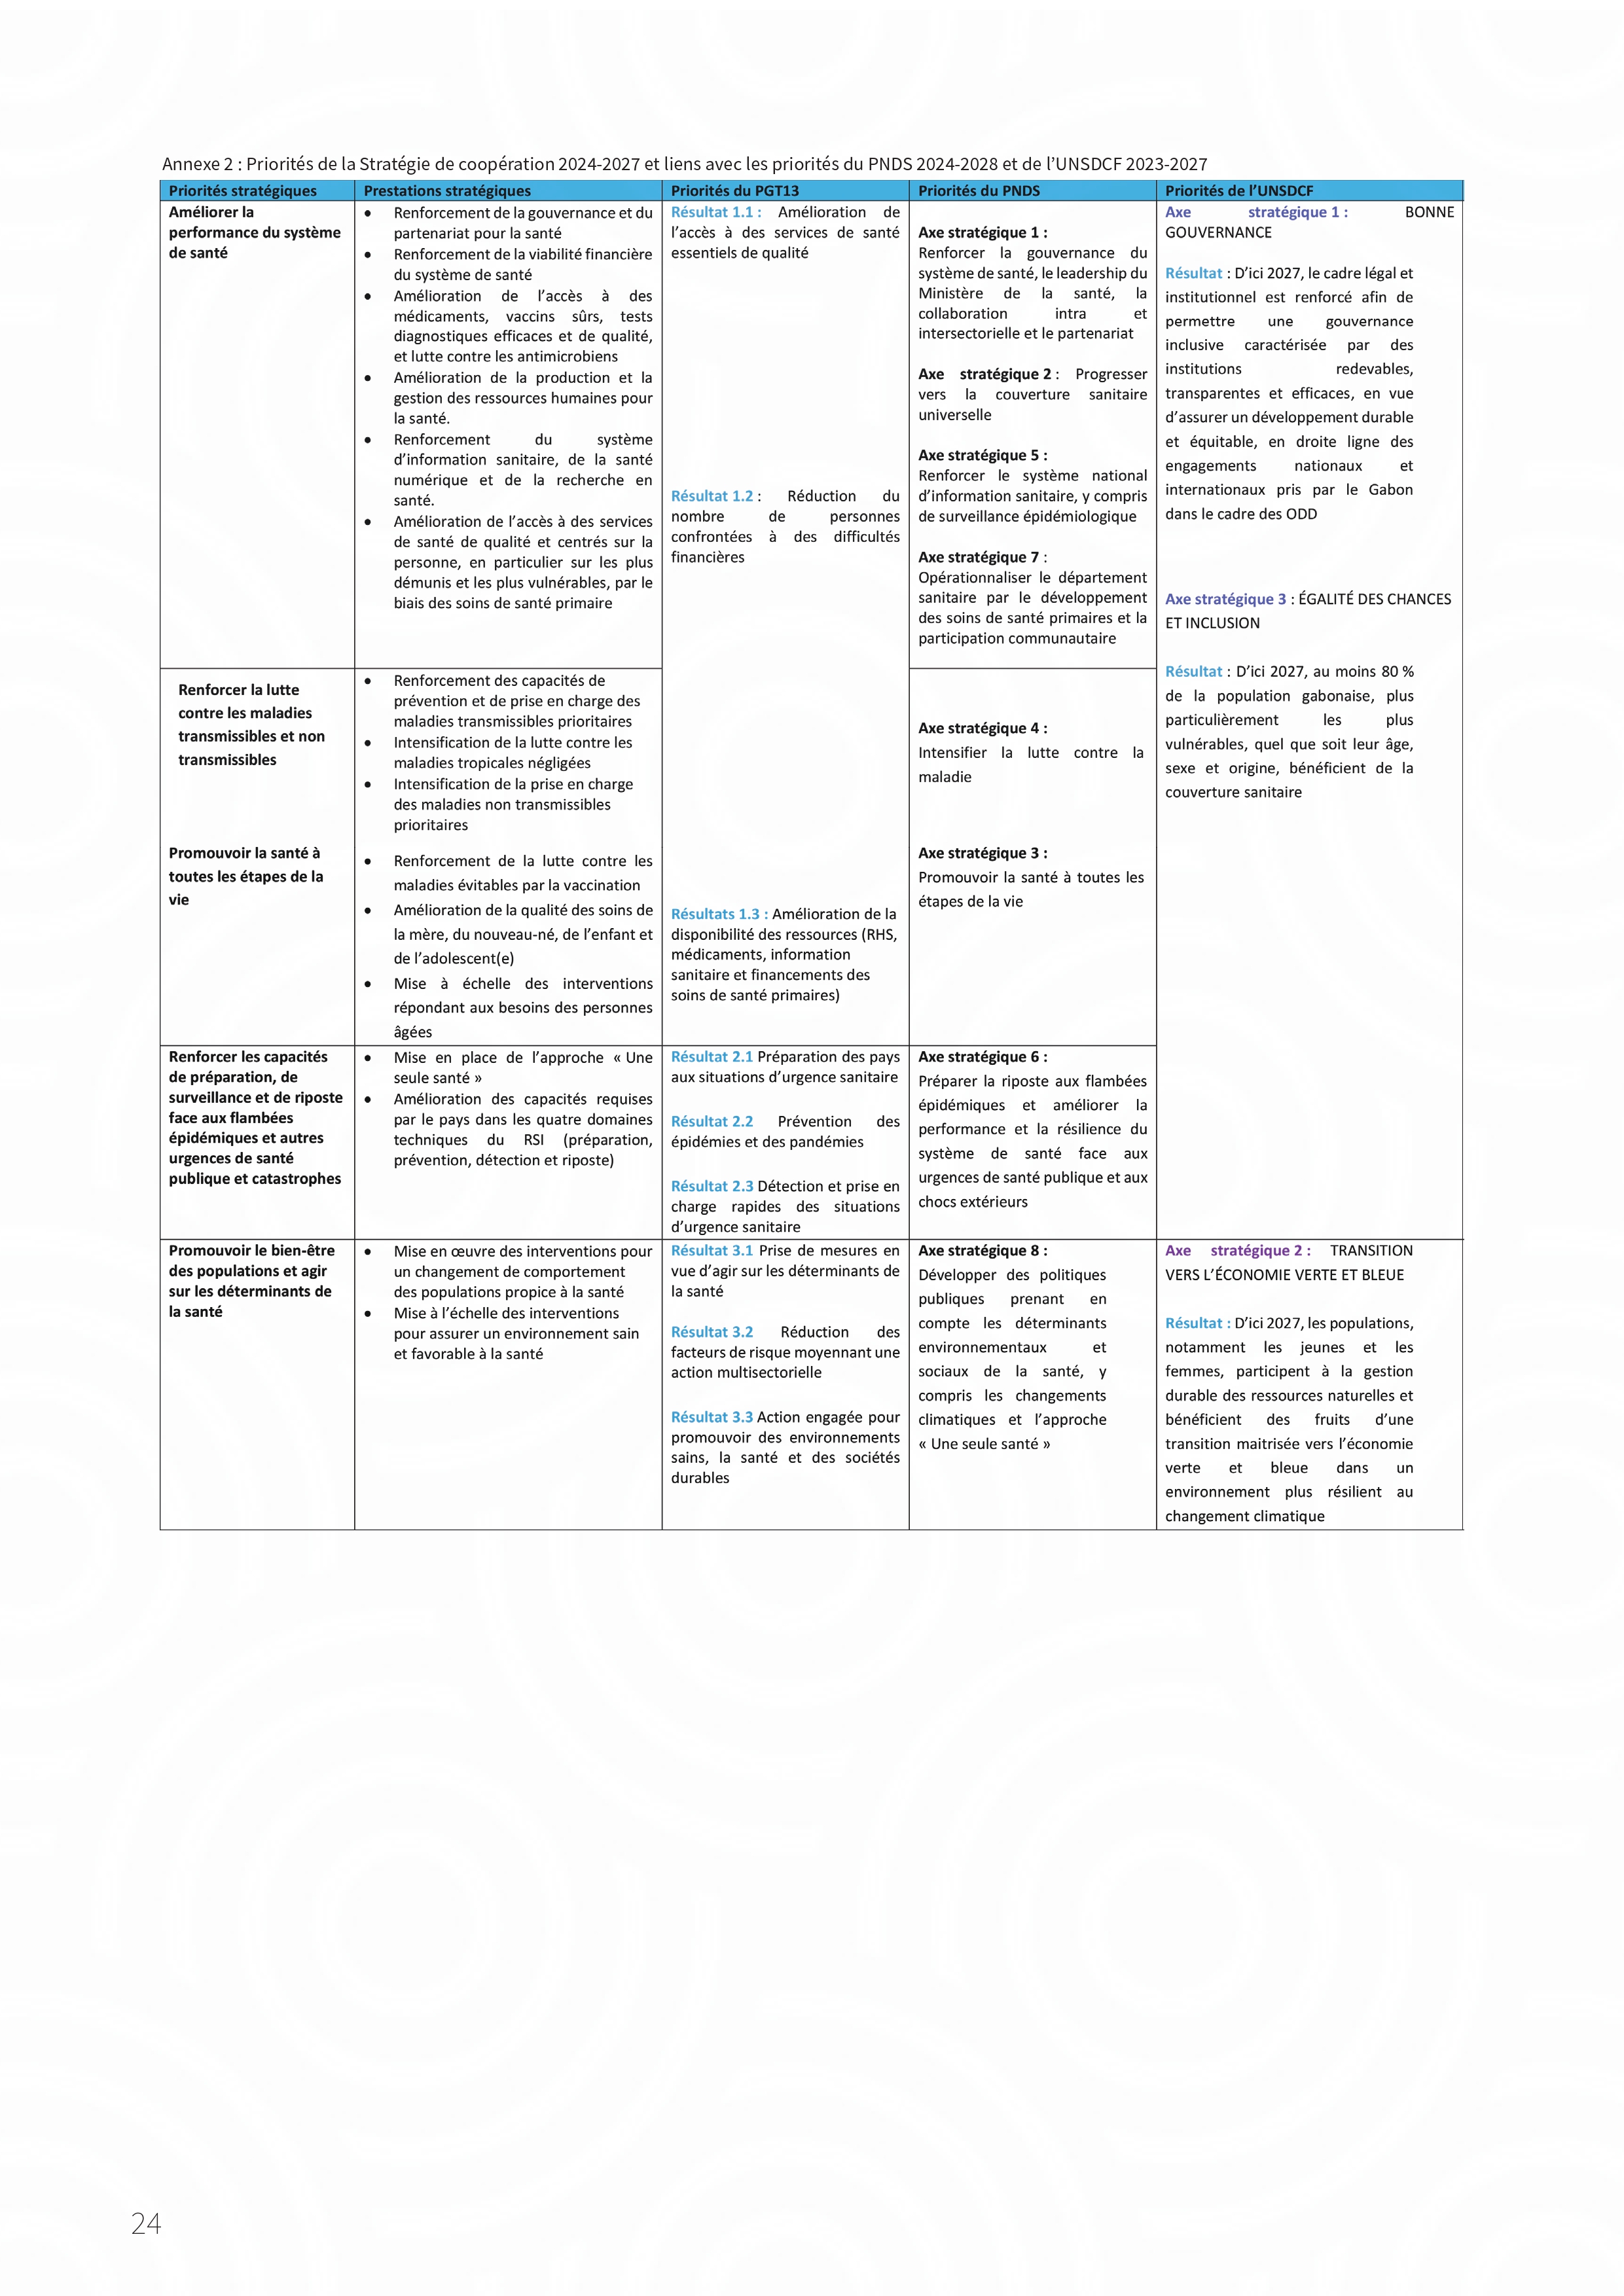 Annexe 2 : Priorités de la Stratégie de coopération 2024-2027 et liens avec les priorités du PNDS 2024-2028 et de l'UNSDCF 2023-2027
Priorités stratégiques
Prestations stratégiques
Priorités du PGT13
Priorités du PNDS
Priorités de l'UNSDCF
Améliorer la
performance du système
de santé
• Renforcement de la gouvernance et du
partenariat pour la santé
• Renforcement de la viabilité financière
du système de santé
• Amélioration de l'accès à des
médicaments, vaccins sûrs, tests
diagnostiques efficaces et de qualité,
et lutte contre les antimicrobiens
• Amélioration de la production et la
gestion des ressources humaines pour
la santé.
• Renforcement du système
d'information sanitaire, de la santé
numérique et de la recherche en
santé.
• Amélioration de l'accès à des services
de santé de qualité et centrés sur la
personne, en particulier sur les plus
démunis et les plus vulnérables, par le
biais des soins de santé primaire
Résultat 1.1 : Amélioration de
l'accès à des services de santé
essentiels de qualité
Résultat 1.2 : Réduction du
nombre de personnes
confrontées à des difficultés
financières
Axe stratégique 1 :
Renforcer la gouvernance du
système de santé, le leadership du
Ministère de la santé, la
collaboration intra et
intersectorielle et le partenariat
Axe stratégique 2 : Progresser
vers la couverture sanitaire
universelle
Axe stratégique 5 :
Renforcer le système national
d'information sanitaire, y compris
de surveillance épidémiologique
Axe stratégique 7 :
Opérationnaliser le département
sanitaire par le développement
des soins de santé primaires et la
participation communautaire
Axe stratégique 1 : BONNE
GOUVERNANCE
Résultat : D'ici 2027, le cadre légal et
institutionnel est renforcé afin de
permettre une gouvernance
inclusive caractérisée par des
institutions redevables,
transparentes et efficaces, en vue
d'assurer un développement durable
et équitable, en droite ligne des
engagements nationaux et
internationaux pris par le Gabon
dans le cadre des ODD
Axe stratégique 3 : ÉGALITÉ DES CHANCES
ET INCLUSION
Résultat : D'ici 2027, au moins 80 %
de la population gabonaise, plus
particulièrement les plus
vulnérables, quel que soit leur âge,
sexe et origine, bénéficient de la
couverture sanitaire
Renforcer la lutte
contre les maladies
transmissibles et non
transmissibles
• Renforcement des capacités de
prévention et de prise en charge des
maladies transmissibles prioritaires
• Intensification de la lutte contre les
maladies tropicales négligées
• Intensification de la prise en charge
des maladies non transmissibles
prioritaires
Axe stratégique 4 :
Intensifier la lutte contre la
maladie
Promouvoir la santé à
toutes les étapes de la
vie
• Renforcement de la lutte contre les
maladies évitables par la vaccination
• Amélioration de la qualité des soins de
la mère, du nouveau-né, de l'enfant et
de l'adolescent(e)
• Mise à échelle des interventions
répondant aux besoins des personnes
âgées
Résultats 1.3 : Amélioration de la
disponibilité des ressources (RHS,
médicaments, information
sanitaire et financements des
soins de santé primaires)
Axe stratégique 3 :
Promouvoir la santé à toutes les
étapes de la vie
Renforcer les capacités
de préparation, de
surveillance et de riposte
face aux flambées
épidémiques et autres
urgences de santé
publique et catastrophes
• Mise en place de l'approche « Une
seule santé »
• Amélioration des capacités requises
par le pays dans les quatre domaines
techniques du RSI (préparation,
prévention, détection et riposte)
Résultat 2.1 Préparation des pays
aux situations d'urgence sanitaire
Résultat 2.2 Prévention des
épidémies et des pandémies
Résultat 2.3 Détection et prise en
charge rapides des situations
d'urgence sanitaire
Axe stratégique 6 :
Préparer la riposte aux flambées
épidémiques et améliorer la
performance et la résilience du
système de santé face aux
urgences de santé publique et aux
chocs extérieurs
Promouvoir le bien-être
des populations et agir
sur les déterminants de
la santé
• Mise en œuvre des interventions pour
un changement de comportement
des populations propice à la santé
• Mise à l'échelle des interventions
pour assurer un environnement sain
et favorable à la santé
Résultat 3.1 Prise de mesures en
vue d'agir sur les déterminants de
la santé
Résultat 3.2 Réduction des
facteurs de risque moyennant une
action multisectorielle
Résultat 3.3 Action engagée pour
promouvoir des environnements
sains, la santé et des sociétés
durables
Axe stratégique 8 :
Développer des politiques
publiques prenant en
compte les déterminants
environnementaux et
sociaux de la santé, y
compris les changements
climatiques et l'approche
« Une seule santé »
Axe stratégique 2 : TRANSITION
VERS L'ÉCONOMIE VERTE ET BLEUE
Résultat : D'ici 2027, les populations,
notamment les jeunes et les
femmes, participent à la gestion
durable des ressources naturelles et
bénéficient des fruits d'une
transition maitrisée vers l'économie
verte et bleue dans un
environnement plus résilient au
changement climatique
24